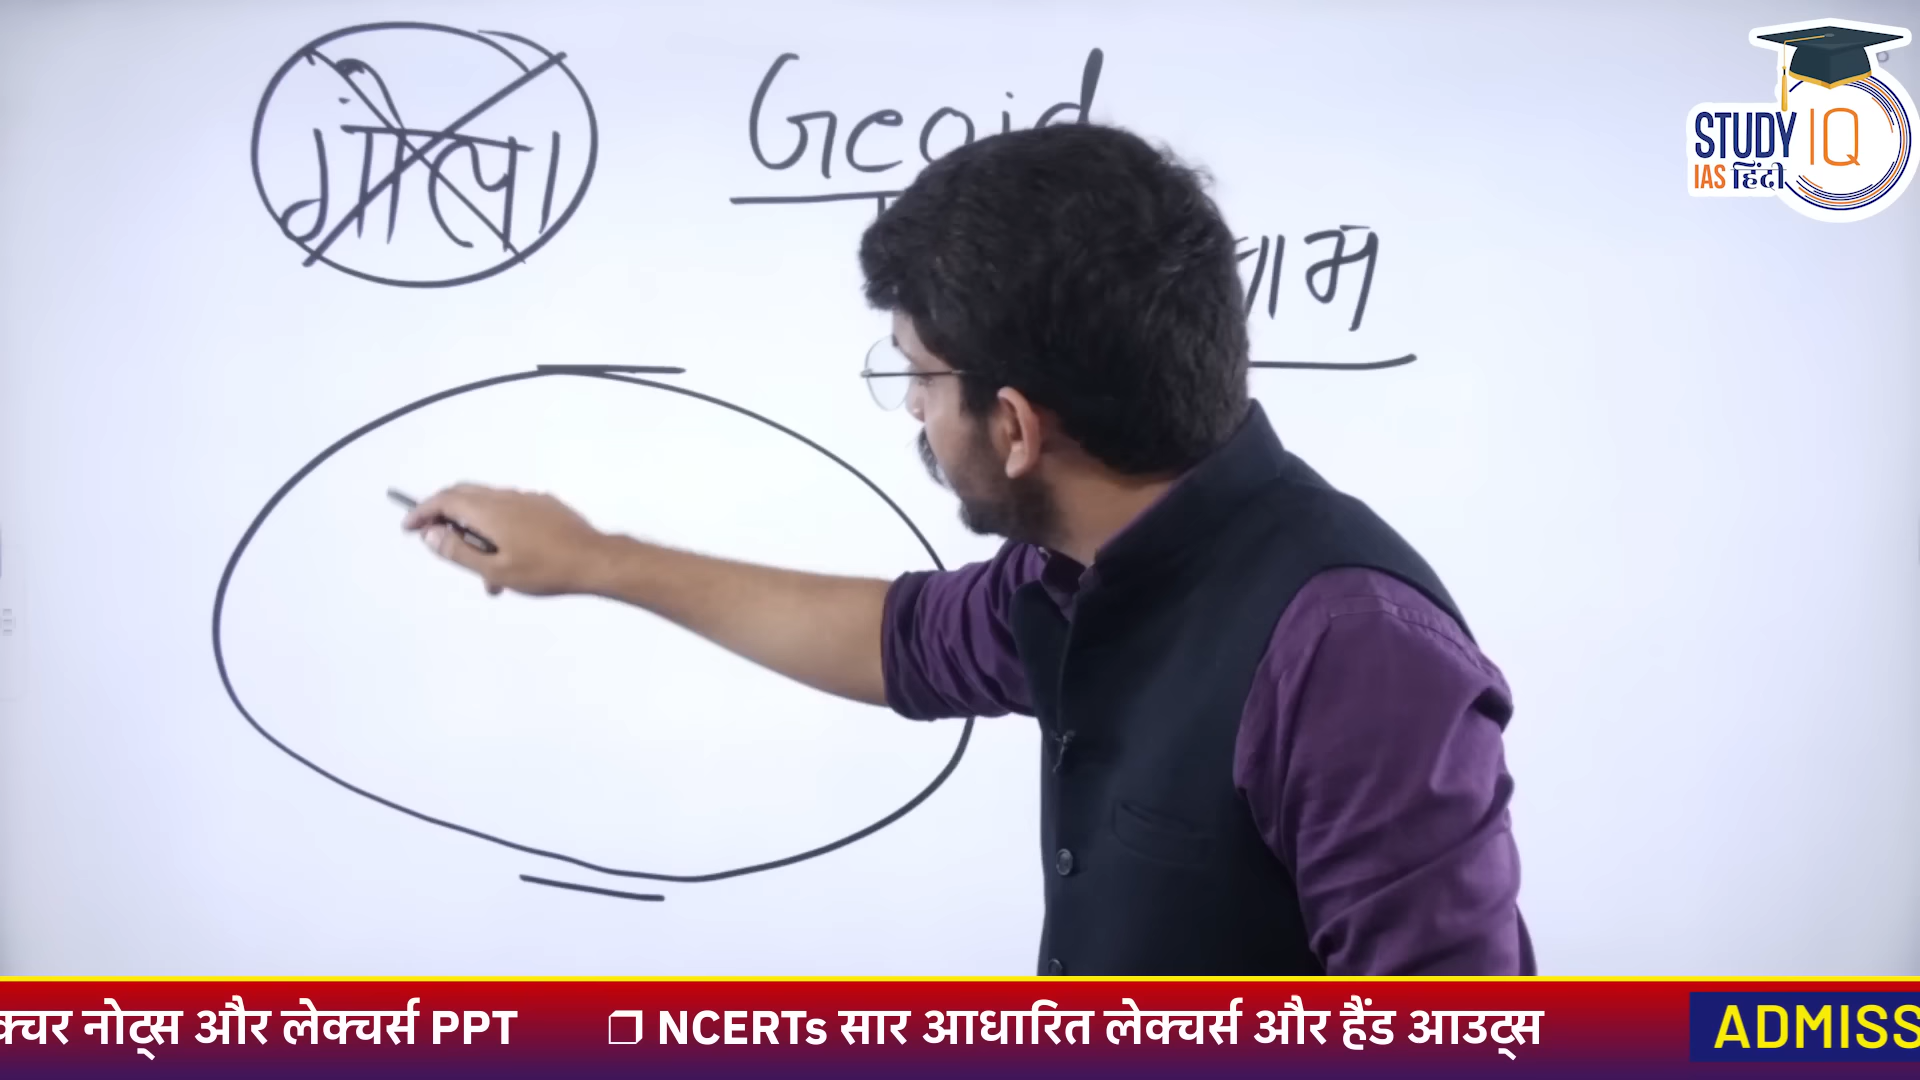 गोला
Geoid
STUDY IQ
IAS हिंदी
क्चर नोट्स और लेक्चर्स PPT ❐ NCERTs सार आधारित लेक्चर्स और हैंड आउट्स ADMISS